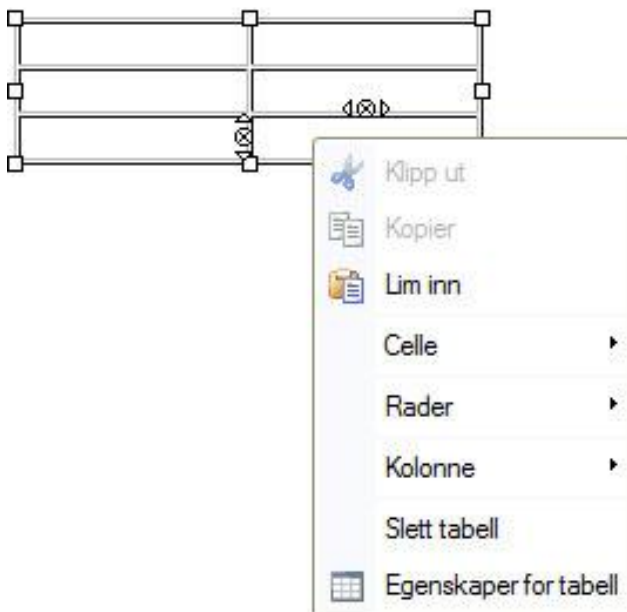 Klipp ut
Kopier
Lim inn
Celle
Rader
Kolonne
Slett tabell
Egenskaper for tabell